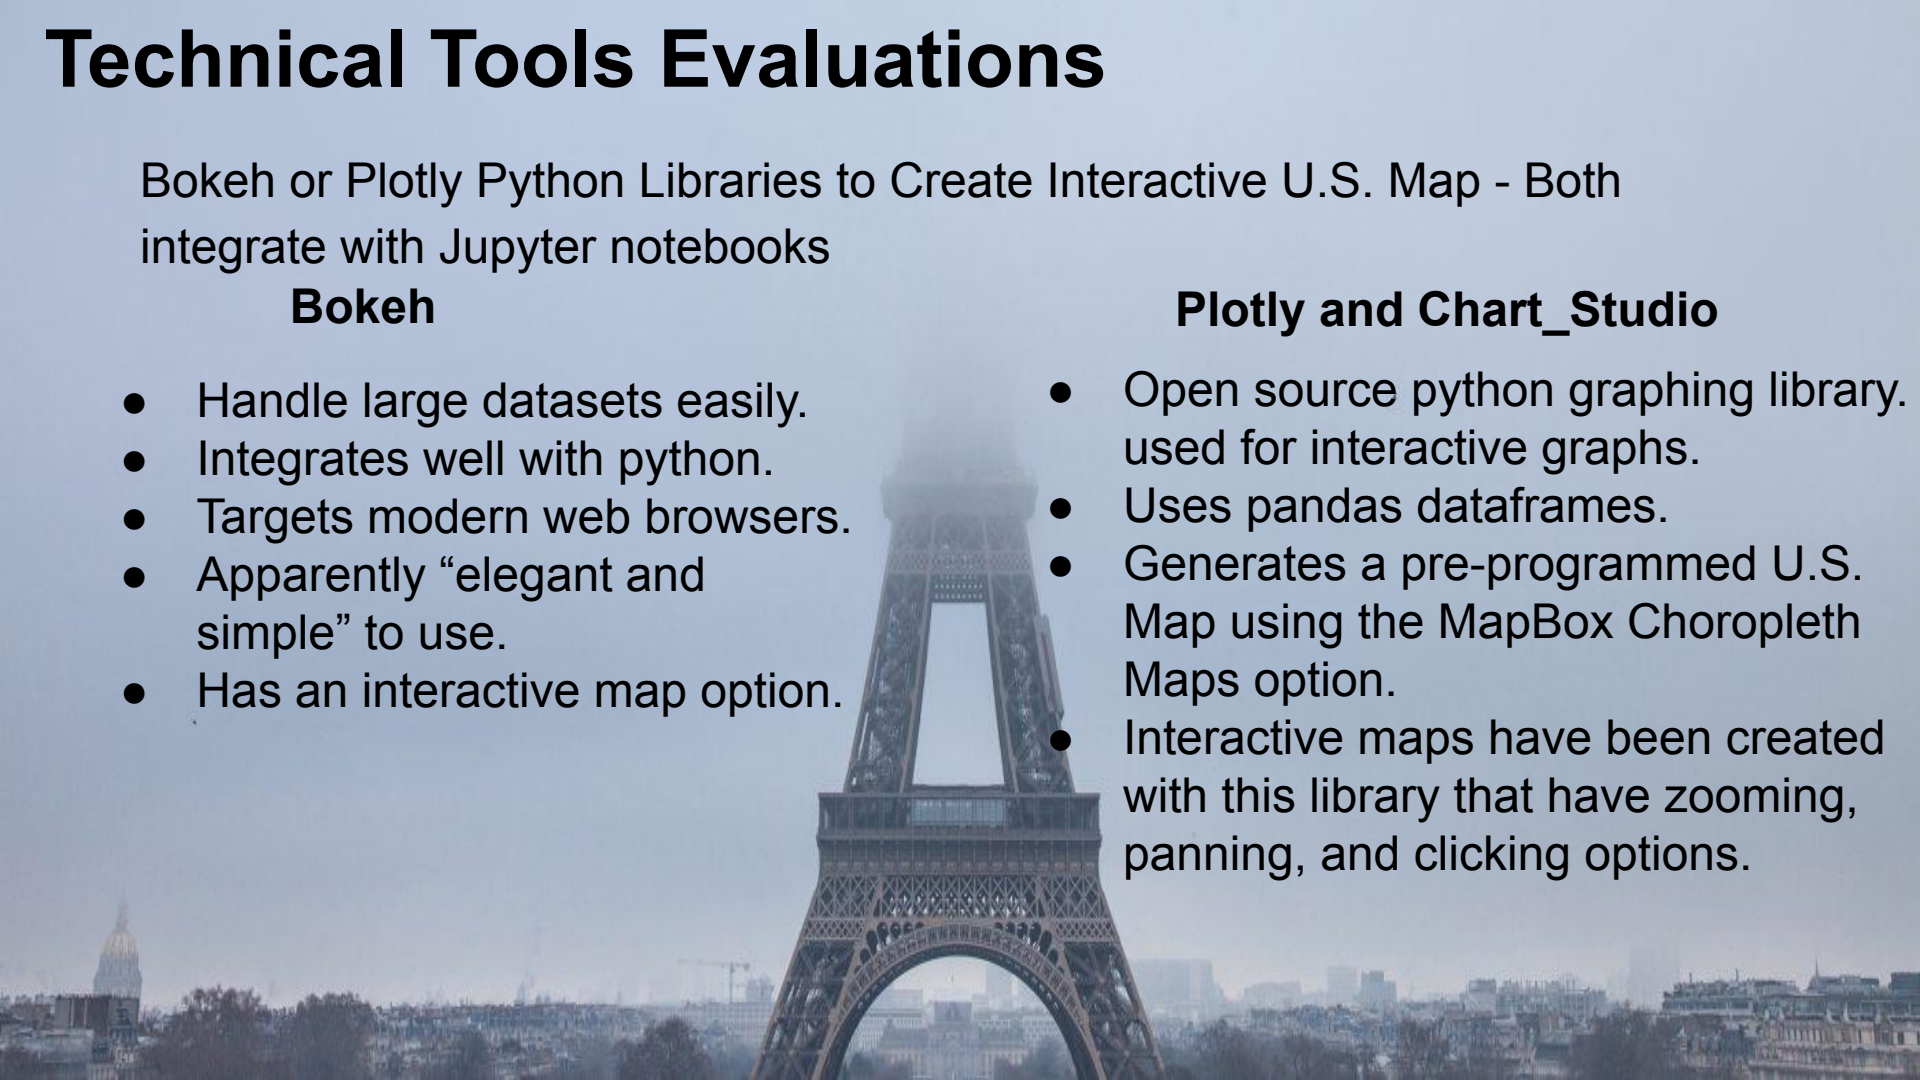 Technical Tools Evaluations
Bokeh or Plotly Python Libraries to Create Interactive U.S. Map - Both
integrate with Jupyter notebooks
Bokeh
● Handle large datasets easily.
● Integrates well with python.
● Targets modern web browsers.
● Apparently “elegant and
simple” to use.
● Has an interactive map option.
Plotly and Chart_Studio
● Open source python graphing library.
used for interactive graphs.
● Uses pandas dataframes.
● Generates a pre-programmed U.S.
Map using the MapBox Choropleth
Maps option.
● Interactive maps have been created
with this library that have zooming,
panning, and clicking options.